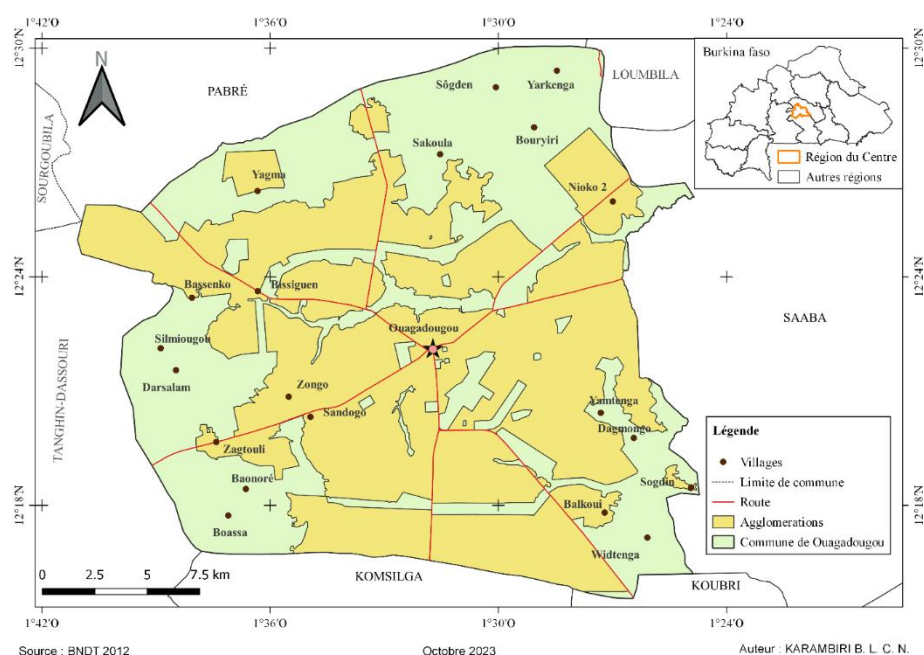 1°42'
1°36'
1°30'
1°24'
12°30'N
12°30'N
N
PABRÉ
LOUMBILA
Burkina faso
Région du Centre
Autres régions
SOURGOUBILA
Sôgden
Yarkenga
Bouryiri
Sakoula
Yagma
Nioko 2
12°24'N
12°24'N
Bassenko
Bissiguen
Ouagadougou
SAABA
Silmiougou
Darsalam
TANGHIN-DASSOURI
Zongo
Sandogo
Yamtenga
Dagmongo
Zagtouli
Baonoré
Sogdin
Balkoui
Boassa
Widtenga
12°18'N
12°18'N
Légende
Villages
Limite de commune
Route
Agglomérations
Commune de Ouagadougou
0 2.5 5 7.5 km
KOMSILGA
KOUBRI
1°42'O
1°36'O
1°30'O
1°24'O
Source : BNDT 2012
Octobre 2023
Auteur : KARAMBIRI B. L. C. N.